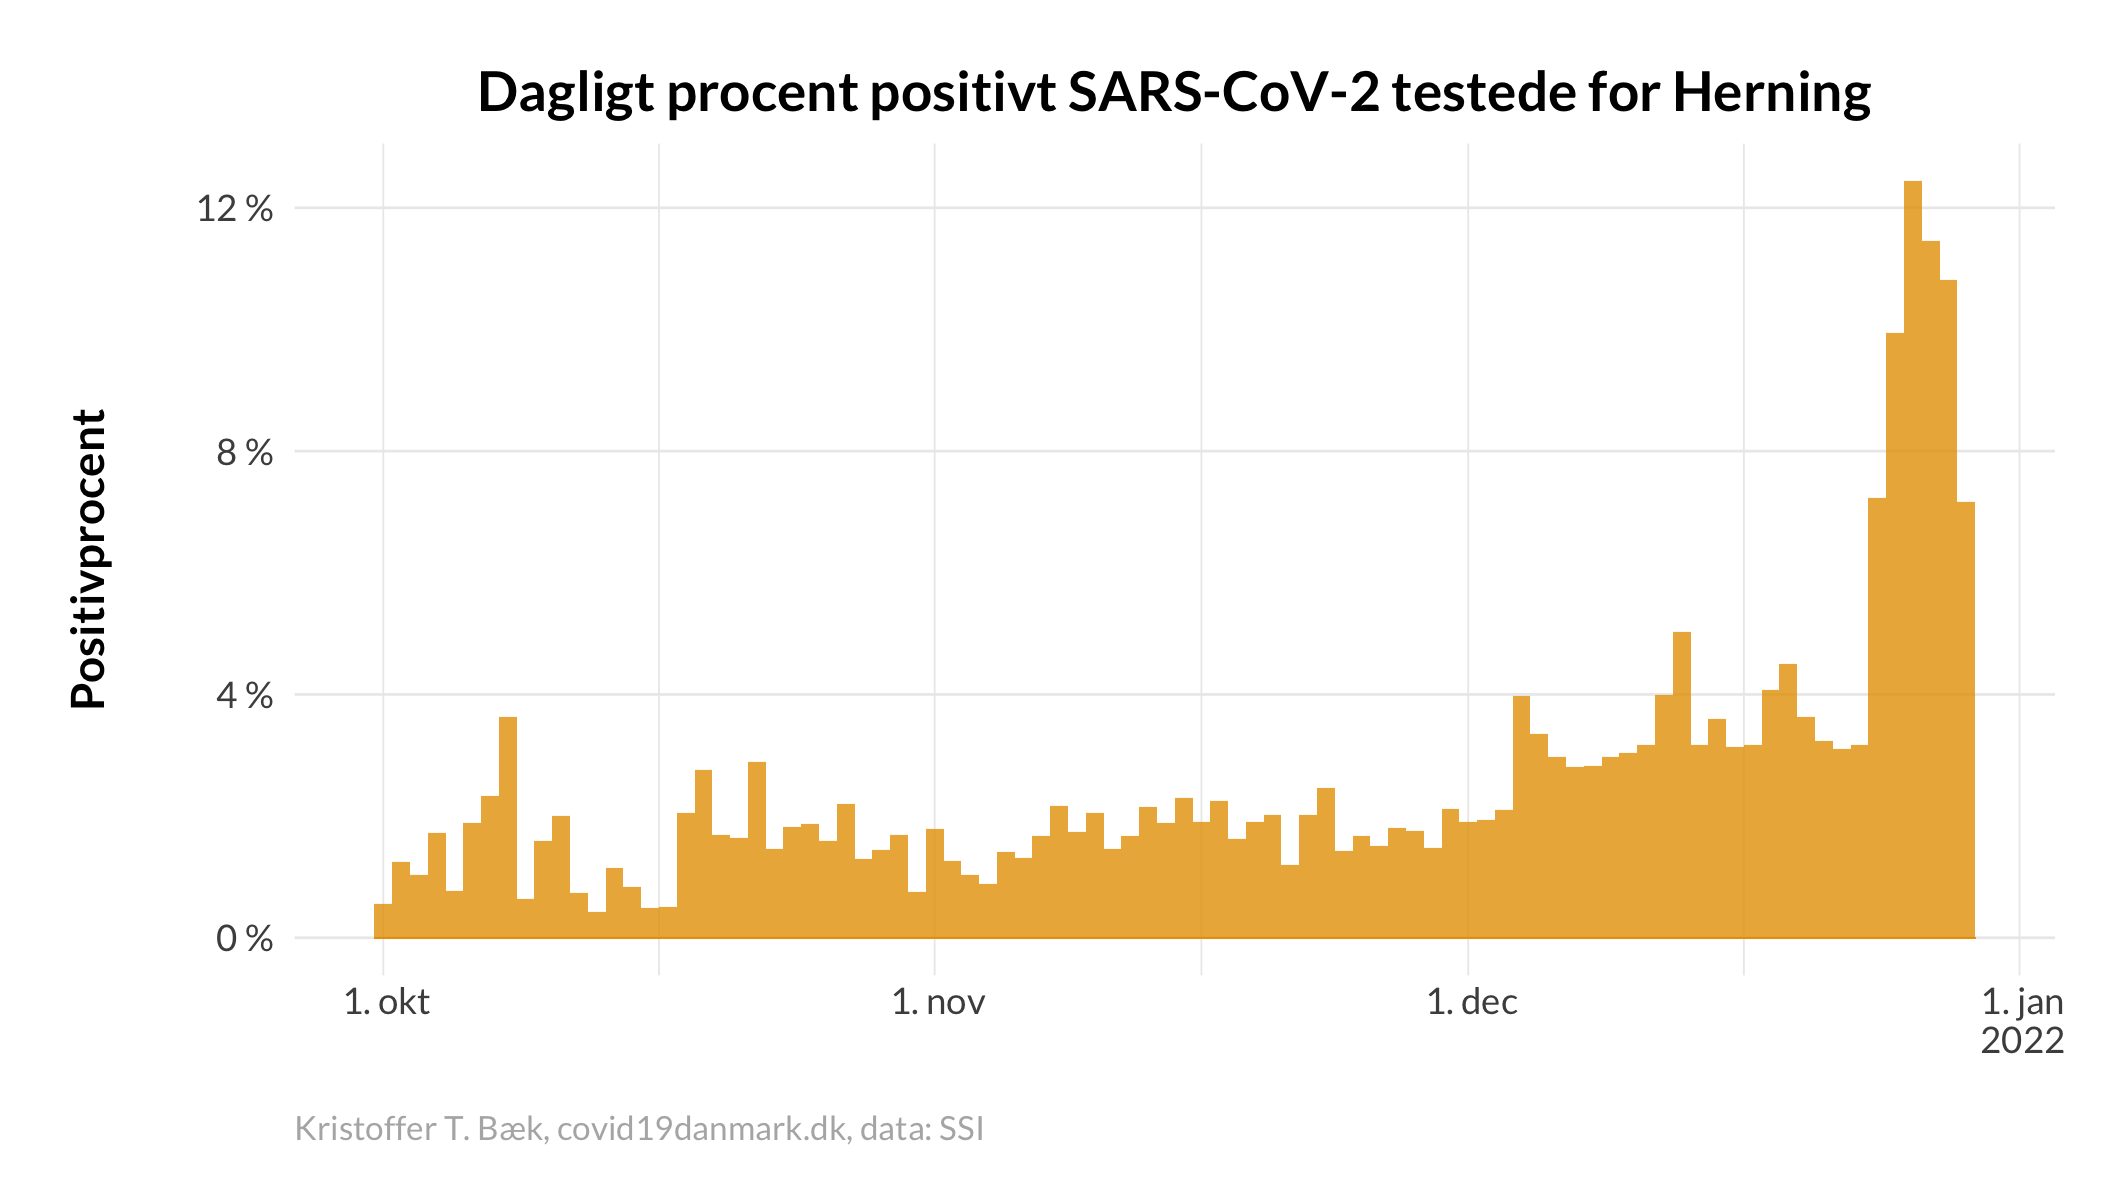 Dagligt procent positivt SARS-CoV-2 testede for Herning
Positivprocent
12 %
8 %
4 %
0 %
1. okt
1. nov
1. dec
1. jan
2022
Kristoffer T. Bæk, covid19danmark.dk, data: SSI